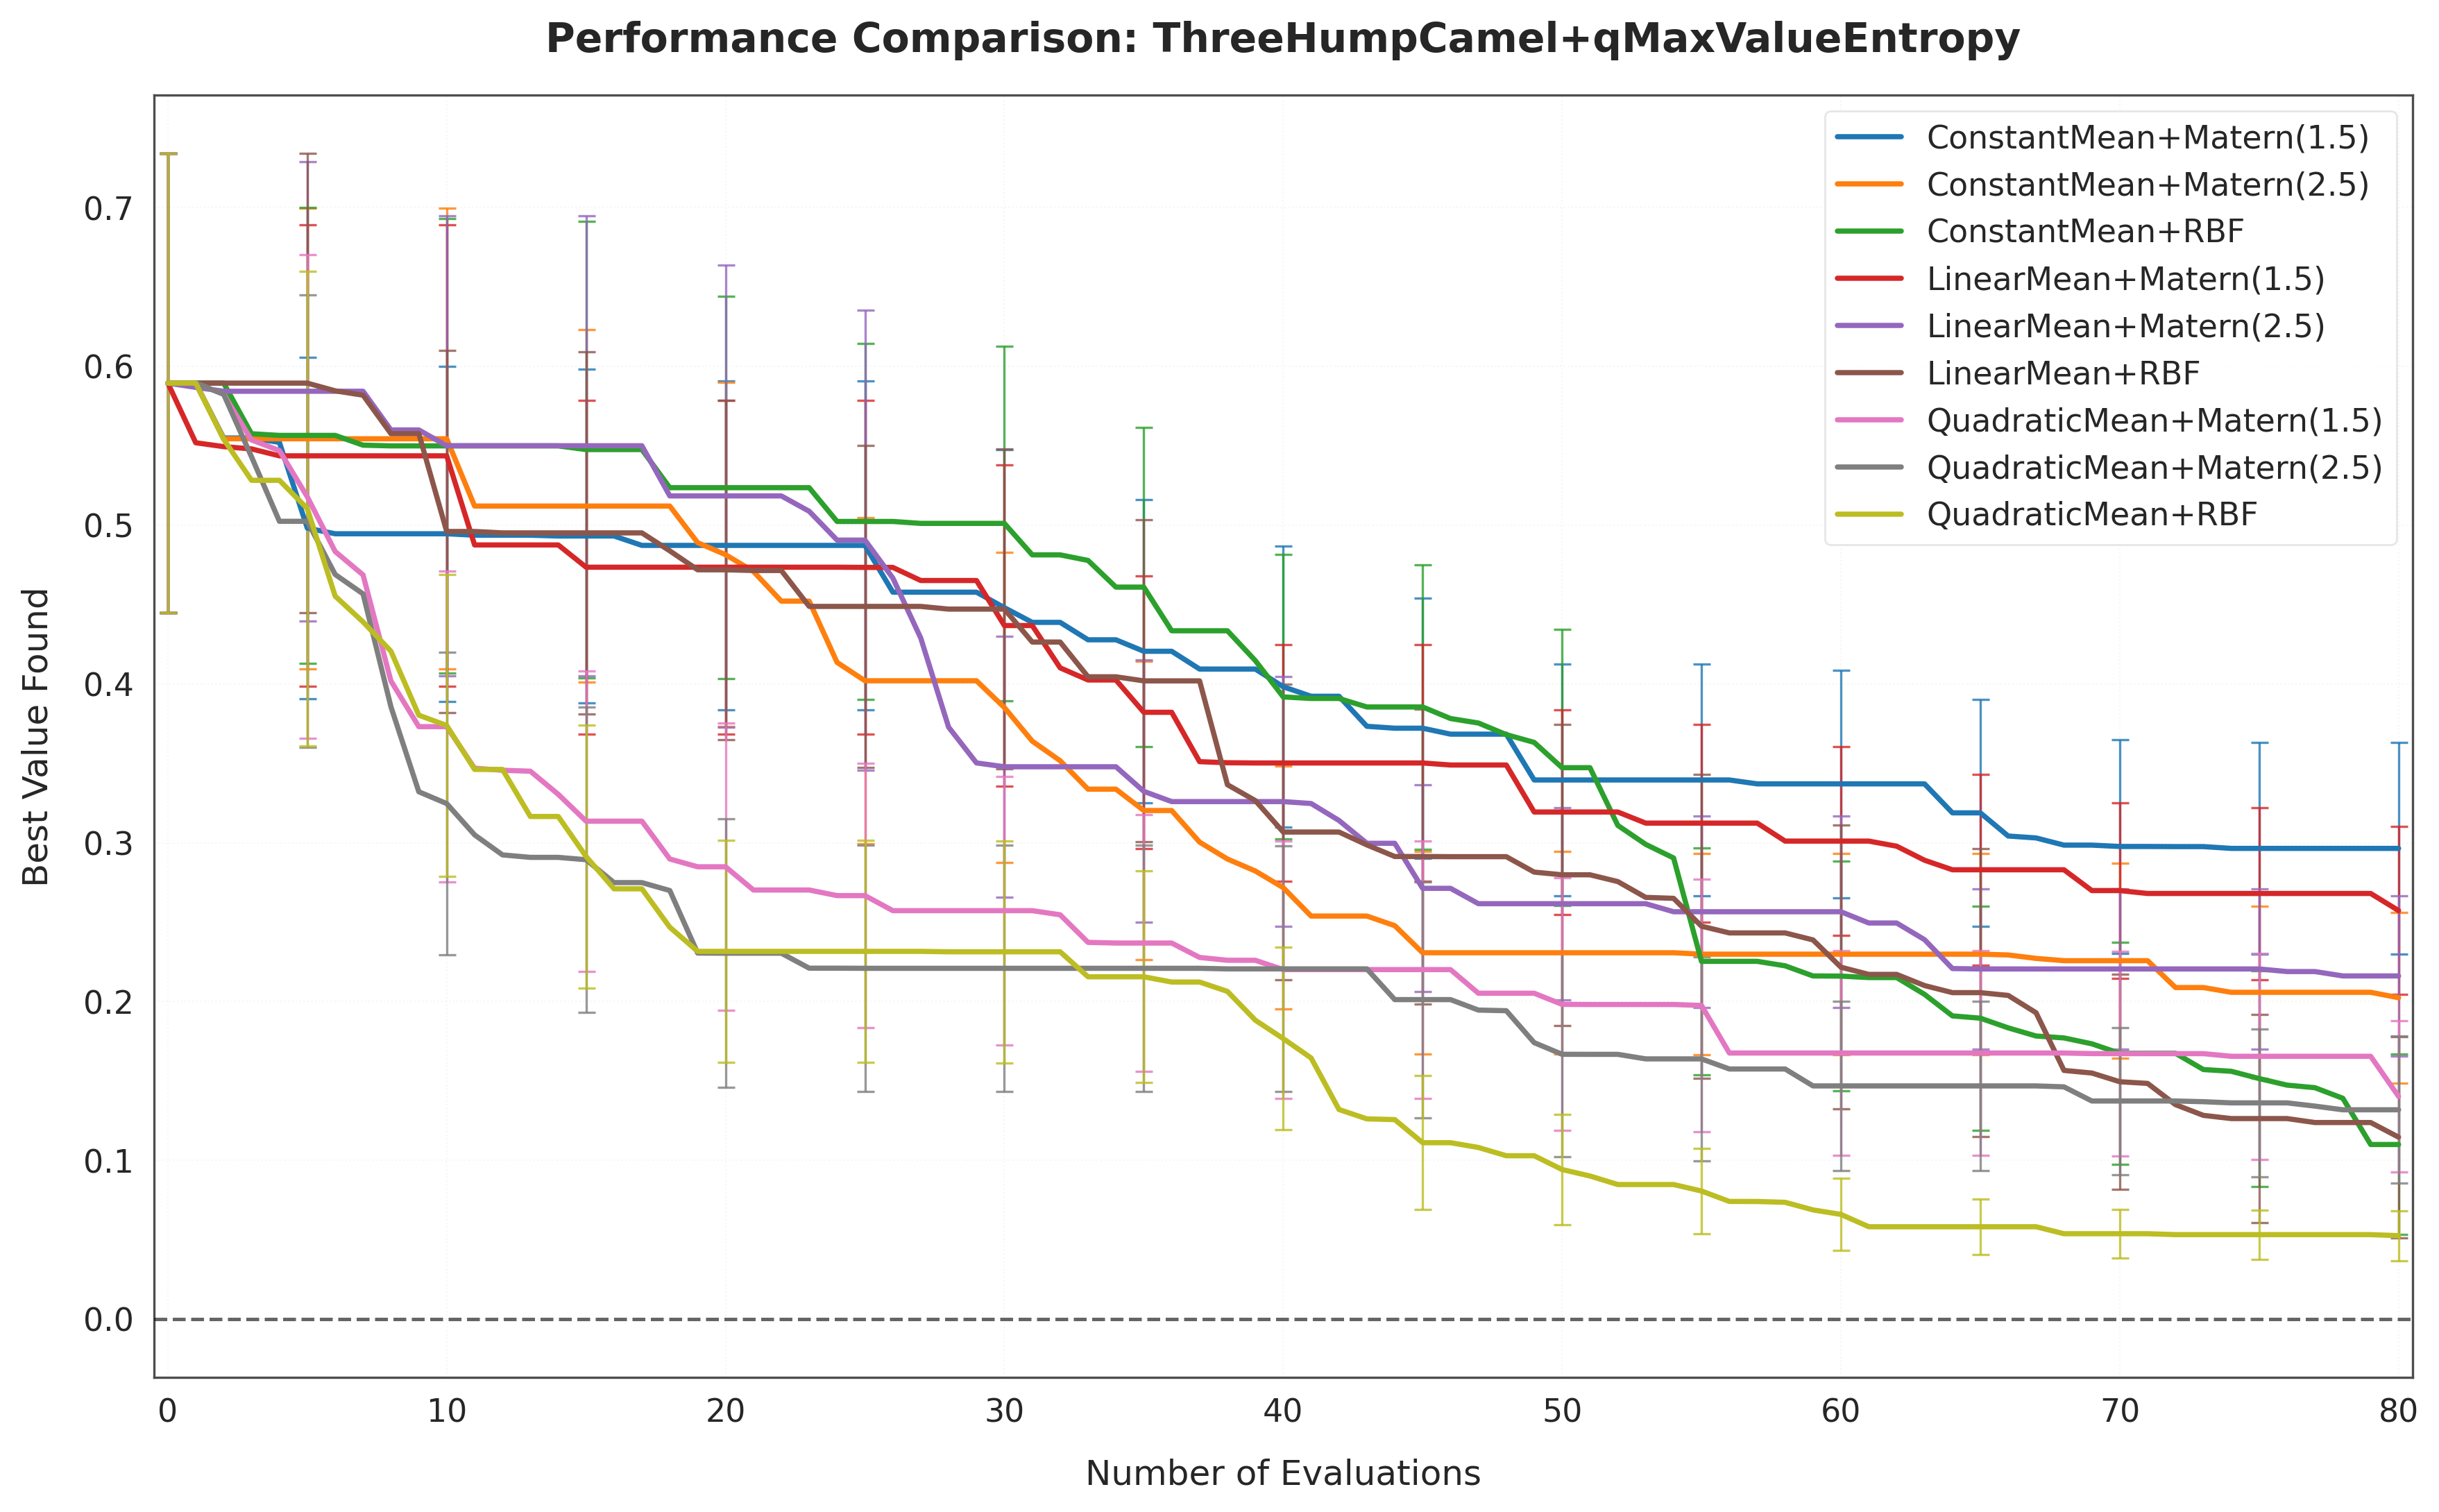 Performance Comparison: ThreeHumpCamel+qMaxValueEntropy
ConstantMean+Matern(1.5)
ConstantMean+Matern(2.5)
ConstantMean+RBF
LinearMean+Matern(1.5)
LinearMean+Matern(2.5)
LinearMean+RBF
QuadraticMean+Matern(1.5)
QuadraticMean+Matern(2.5)
QuadraticMean+RBF
Best Value Found
0.7
0.6
0.5
0.4
0.3
0.2
0.1
0.0
0 10 20 30 40 50 60 70 80
Number of Evaluations